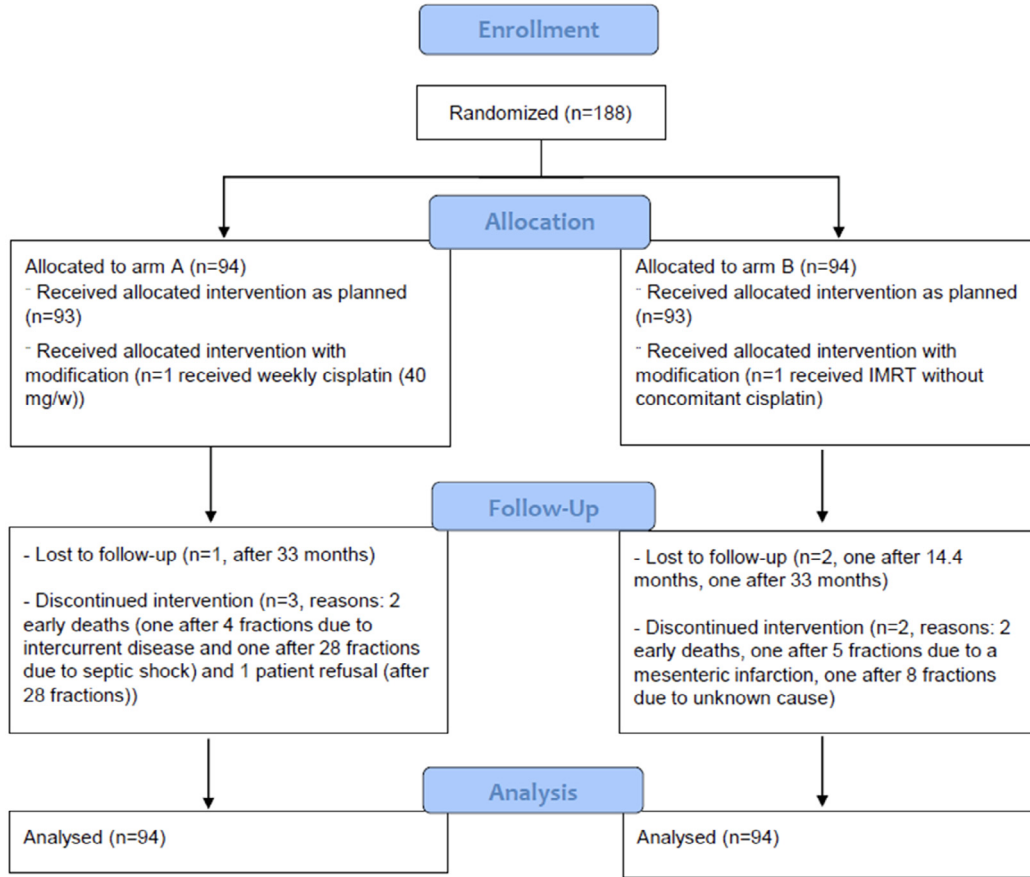 Enrollment
Randomized (n=188)
Allocation
Allocated to arm A (n=94)
¨ Received allocated intervention as planned
(n=93)
¨ Received allocated intervention with
modification (n=1 received weekly cisplatin (40
mg/w))
Allocated to arm B (n=94)
¨ Received allocated intervention as planned
(n=93)
¨ Received allocated intervention with
modification (n=1 received IMRT without
concomitant cisplatin)
Follow-Up
- Lost to follow-up (n=1, after 33 months)
- Discontinued intervention (n=3, reasons: 2
early deaths (one after 4 fractions due to
intercurrent disease and one after 28 fractions
due to septic shock) and 1 patient refusal (after
28 fractions))
- Lost to follow-up (n=2, one after 14.4
months, one after 33 months)
- Discontinued intervention (n=2, reasons: 2
early deaths, one after 5 fractions due to a
mesenteric infarction, one after 8 fractions
due to unknown cause)
Analysis
Analysed (n=94)
Analysed (n=94)